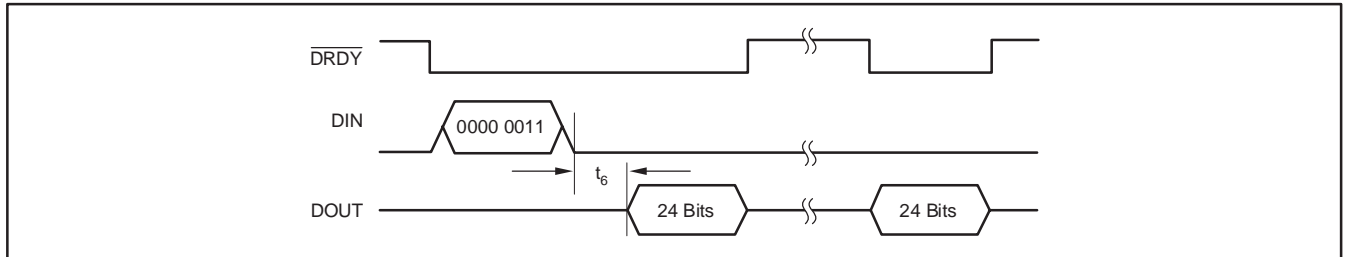 DRDY
DIN 0000 0011
t6
DOUT 24 Bits 24 Bits